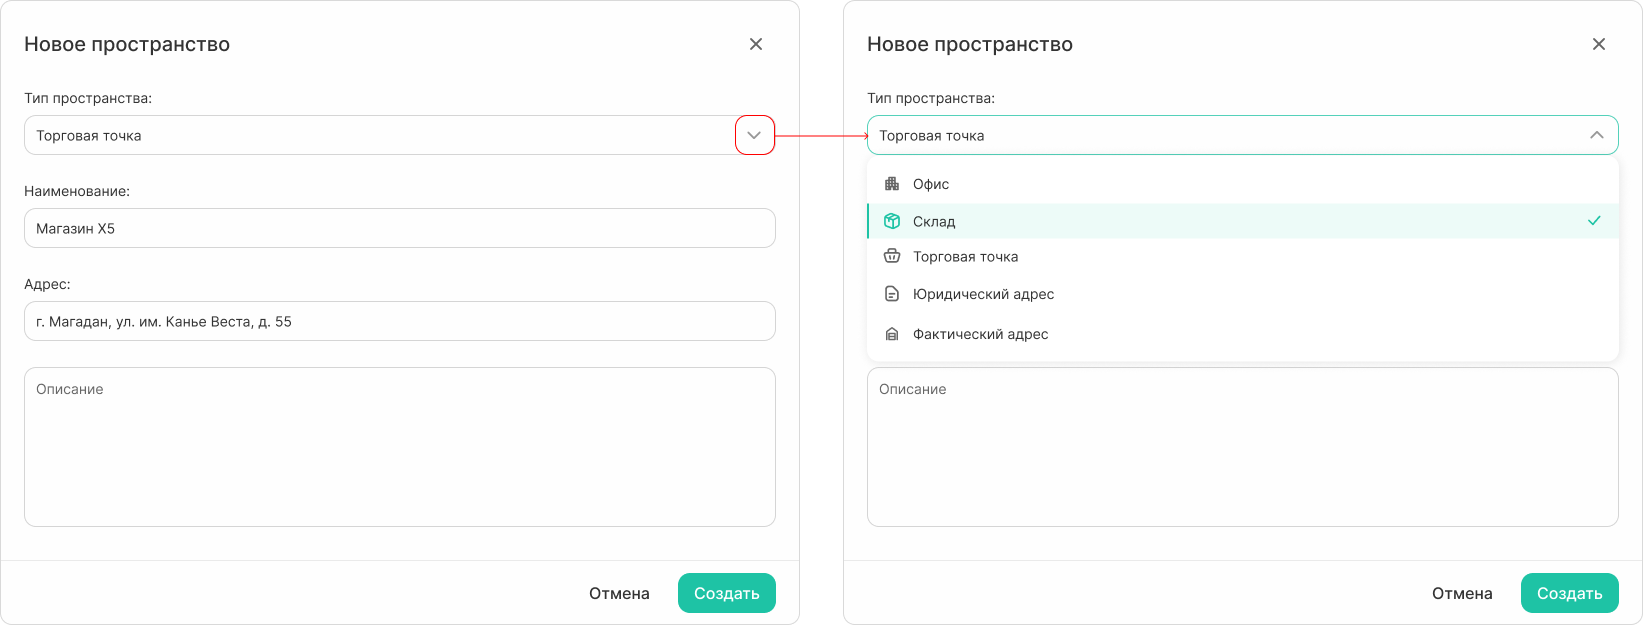 Новое пространство
Тип пространства:
Торговая точка
Наименование:
Магазин X5
Адрес:
г. Магадан, ул. им. Канье Веста, д. 55
Описание
Отмена
Создать
Новое пространство
Тип пространства:
Торговая точка
Офис
Склад
Торговая точка
Юридический адрес
Фактический адрес
Описание
Отмена
Создать